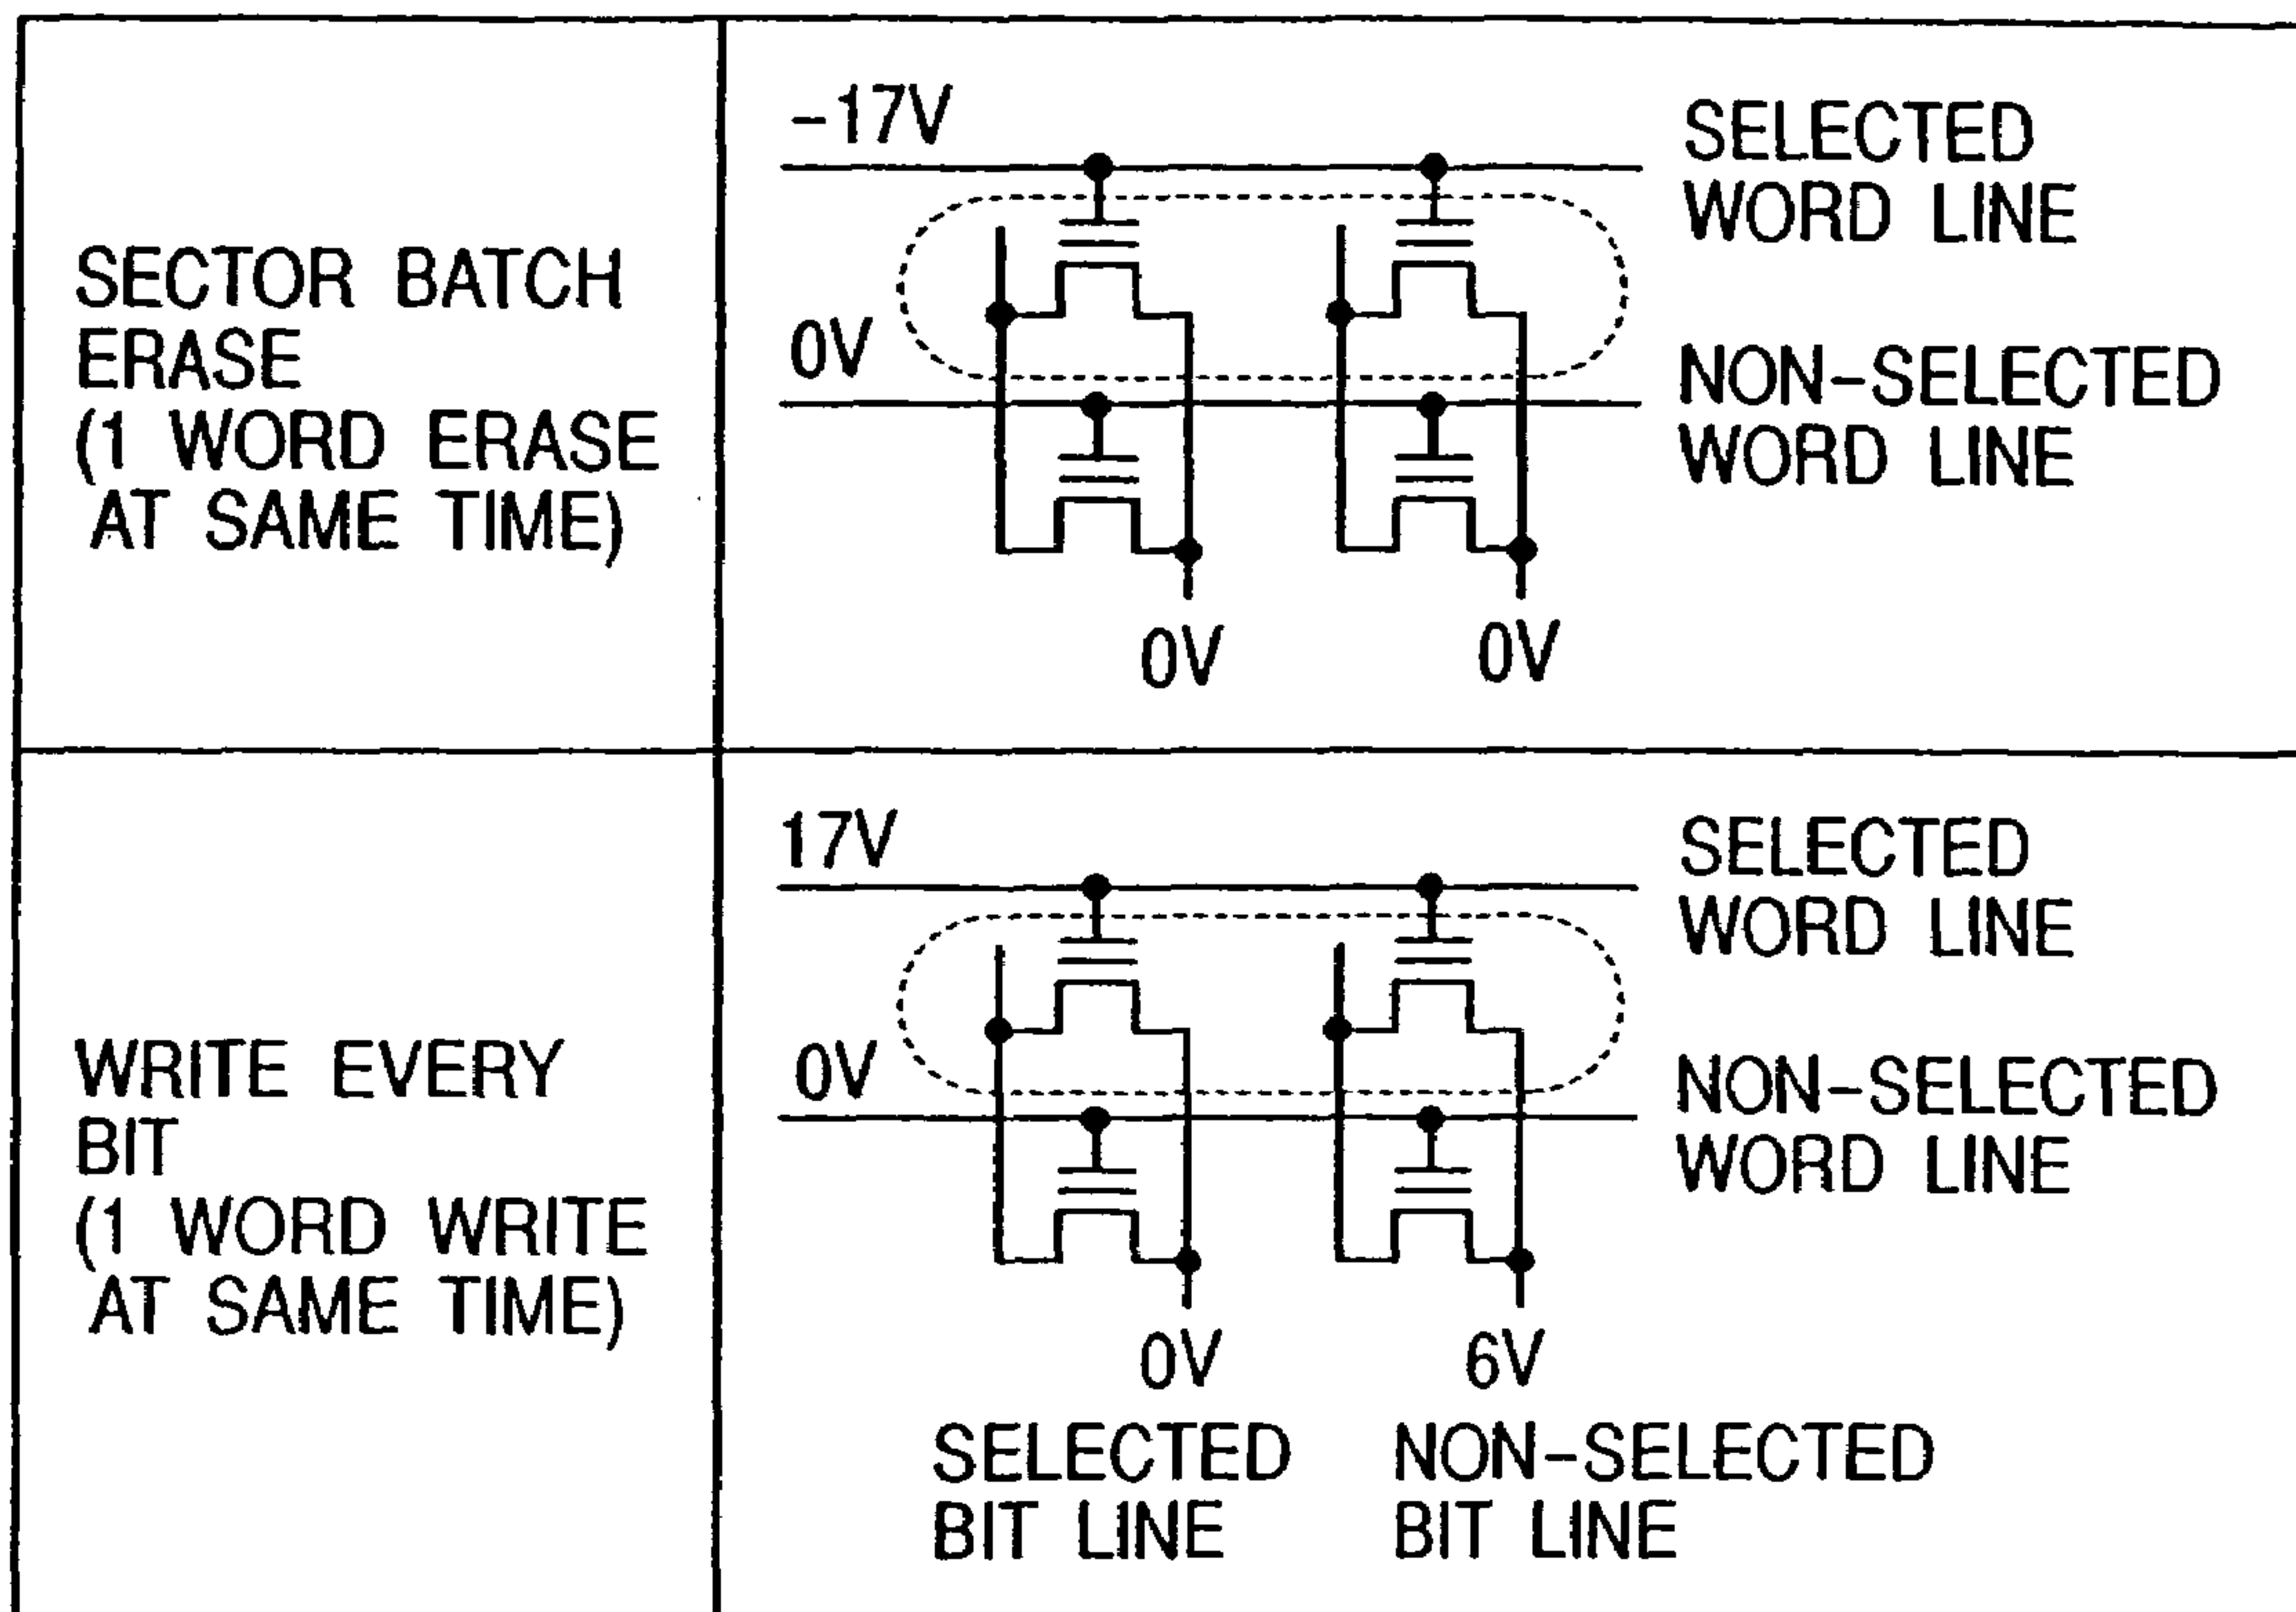 SECTOR BATCH
ERASE
(1 WORD ERASE
AT SAME TIME)
-17V
SELECTED
WORD LINE
0V
NON-SELECTED
WORD LINE
0V
0V
WRITE EVERY
BIT
(1 WORD WRITE
AT SAME TIME)
17V
SELECTED
WORD LINE
0V
NON-SELECTED
WORD LINE
0V
6V
SELECTED
BIT LINE
NON-SELECTED
BIT LINE